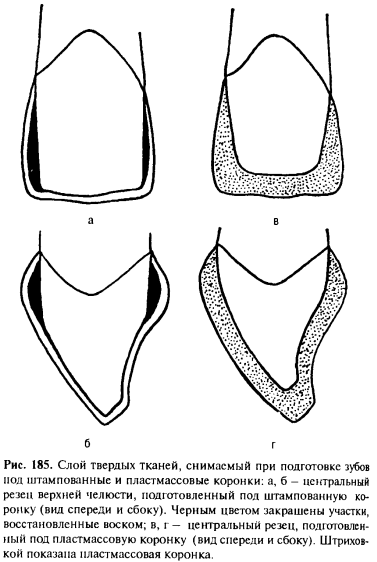 а
в
б
г
Рис. 185. Слой твердых тканей, снимаемый при подготовке зубов
под штампованные и пластмассовые коронки: а, б – центральный
резец верхней челюсти, подготовленный под штампованную ко-
ронку (вид спереди и сбоку). Черным цветом закрашены участки,
восстановленные воском; в, г – центральный резец, подготовлен-
ный под пластмассовую коронку (вид спереди и сбоку). Штрихов-
кой показана пластмассовая коронка.